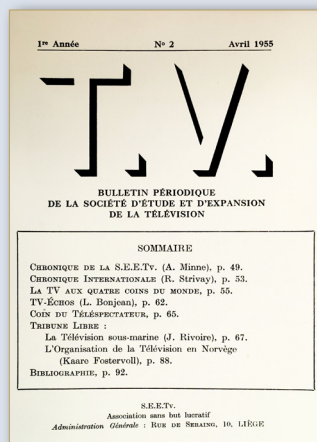 1re Année N° 2 Avril 1955
T.V.
BULLETIN PÉRIODIQUE
DE LA SOCIÉTÉ D'ÉTUDE ET D'EXPANSION
DE LA TÉLÉVISION
SOMMAIRE
CHRONIQUE DE LA S.E.E.Tv. (A. Minne), p. 49.
CHRONIQUE INTERNATIONALE (R. Strivay), p. 53.
LA TV AUX QUATRE COINS DU MONDE, p. 55.
TV-ÉCHOS (L. Bonjean), p. 62.
COIN DU TÉLÉSPECTATEUR, p. 65.
TRIBUNE LIBRE :
La Télévision sous-marine (J. Rivoire), p. 67.
L'Organisation de la Télévision en Norvège
(Kaare Fostervoll), p. 88.
BIBLIOGRAPHIE, p. 92.
S.E.E.Tv.
Association sans but lucratif
Administration Générale : RUE DE SERAING, 10, LIÈGE